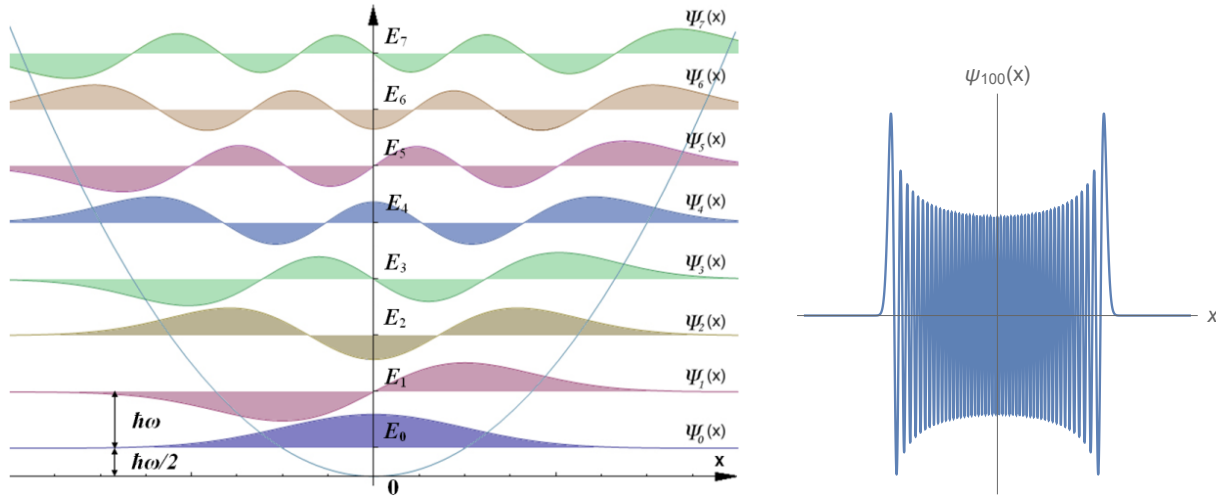 E₇ Ψ₇(x)
E₆ Ψ₆(x)
E₅ Ψ₅(x)
E₄ Ψ₄(x)
E₃ Ψ₃(x)
E₂ Ψ₂(x)
E₁ Ψ₁(x)
ħω
E₀ Ψ₀(x)
ħω/2
x
0
ψ₁₀₀(x)
x